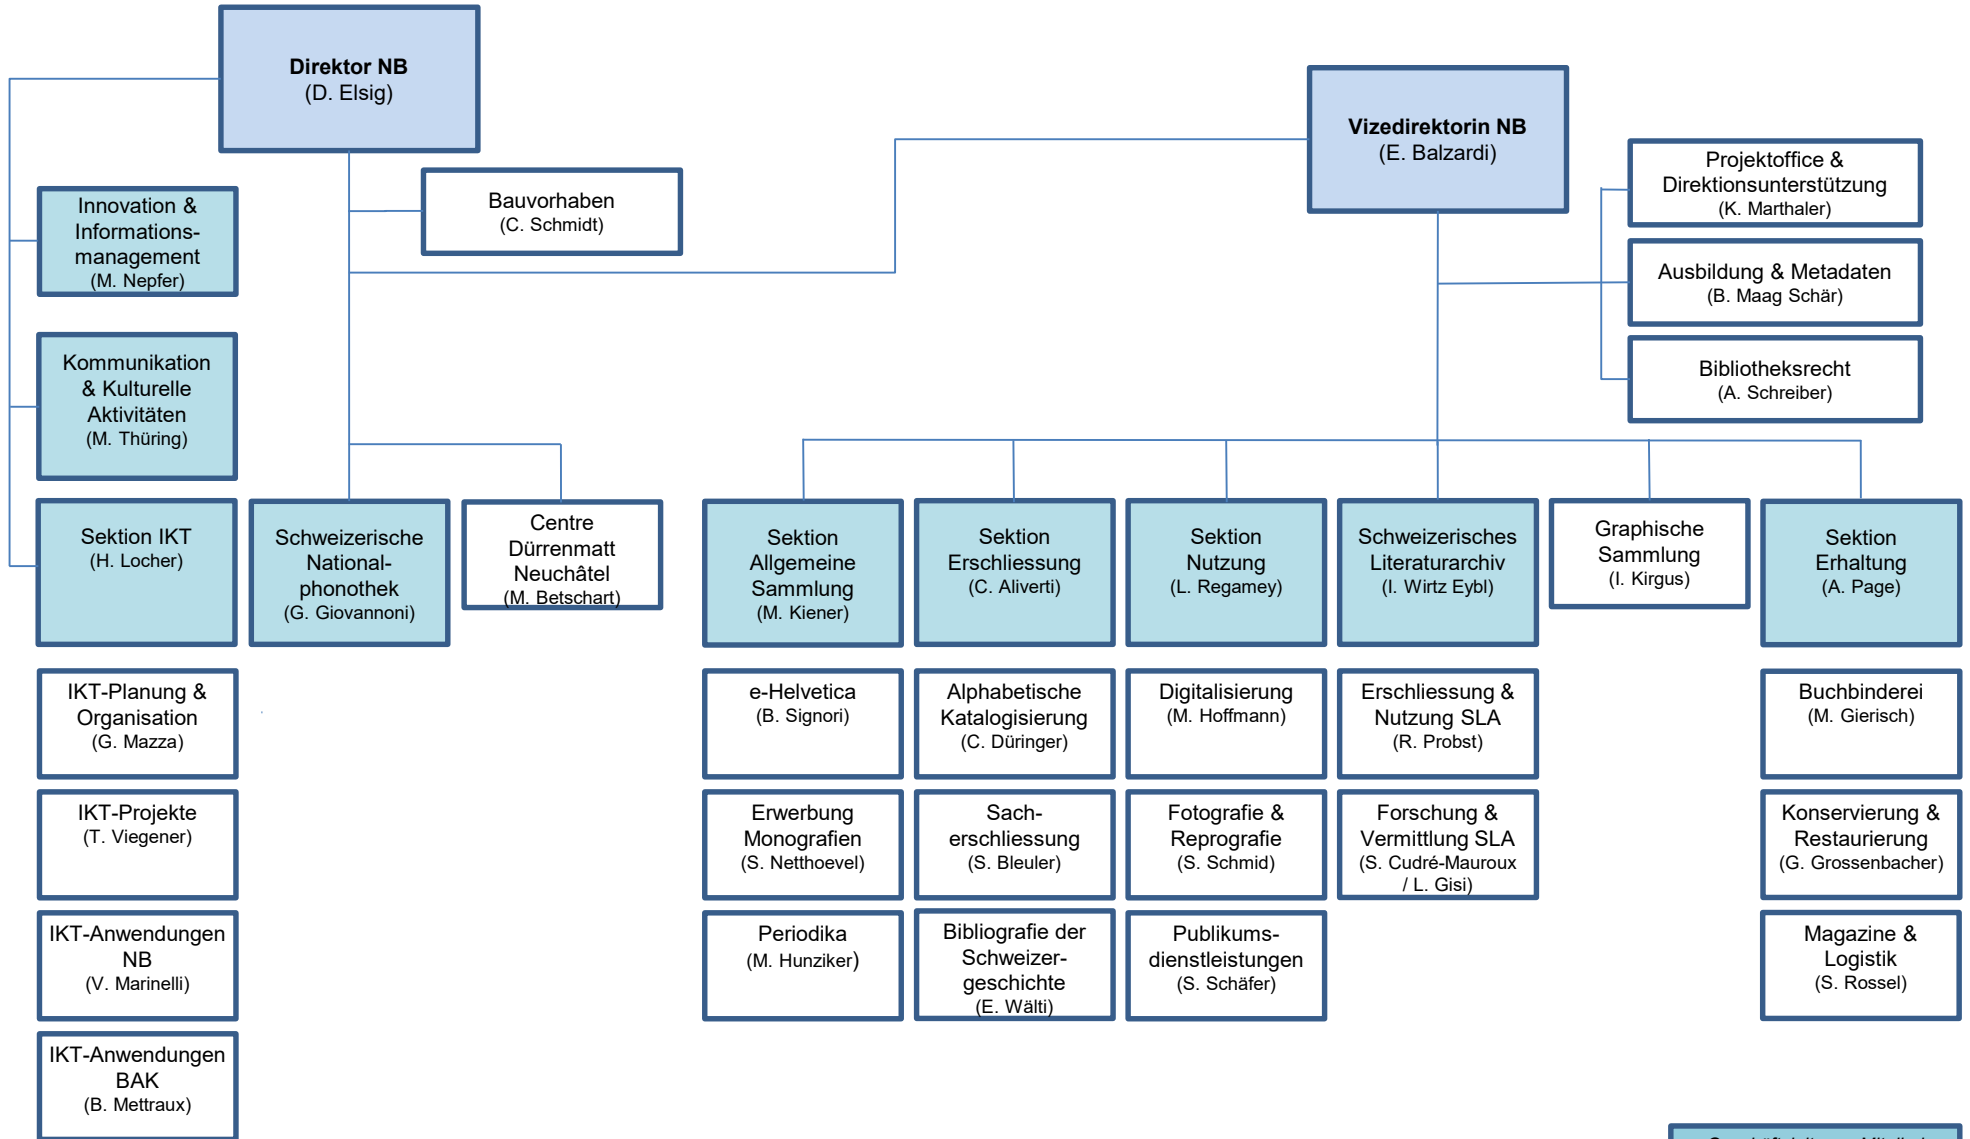 Direktor NB
(D. Elsig)
Vizedirektorin NB
(E. Balzardi)
Bauvorhaben
(C. Schmidt)
Projektoffice &
Direktionsunterstützung
(K. Marthaler)
Ausbildung & Metadaten
(B. Maag Schär)
Bibliotheksrecht
(A. Schreiber)
Innovation &
Informations-
management
(M. Nepfer)
Kommunikation
& Kulturelle
Aktivitäten
(M. Thüring)
Sektion IKT
(H. Locher)
Schweizerische
National-
phonothek
(G. Giovannoni)
Centre
Dürrenmatt
Neuchâtel
(M. Betschart)
Sektion
Allgemeine
Sammlung
(M. Kiener)
Sektion
Erschliessung
(C. Aliverti)
Sektion
Nutzung
(L. Regamey)
Schweizerisches
Literaturarchiv
(I. Wirtz Eybl)
Graphische
Sammlung
(I. Kirgus)
Sektion
Erhaltung
(A. Page)
IKT-Planung &
Organisation
(G. Mazza)
IKT-Projekte
(T. Viegener)
IKT-Anwendungen
NB
(V. Marinelli)
IKT-Anwendungen
BAK
(B. Mettraux)
e-Helvetica
(B. Signori)
Erwerbung
Monografien
(S. Netthoevel)
Periodika
(M. Hunziker)
Alphabetische
Katalogisierung
(C. Düringer)
Sach-
erschliessung
(S. Bleuler)
Bibliografie der
Schweizer-
geschichte
(E. Wälti)
Digitalisierung
(M. Hoffmann)
Fotografie &
Reprografie
(S. Schmid)
Publikums-
dienstleistungen
(S. Schäfer)
Erschliessung &
Nutzung SLA
(R. Probst)
Forschung &
Vermittlung SLA
(S. Cudré-Mauroux
/ L. Gisi)
Buchbinderei
(M. Gierisch)
Konservierung &
Restaurierung
(G. Grossenbacher)
Magazine &
Logistik
(S. Rossel)